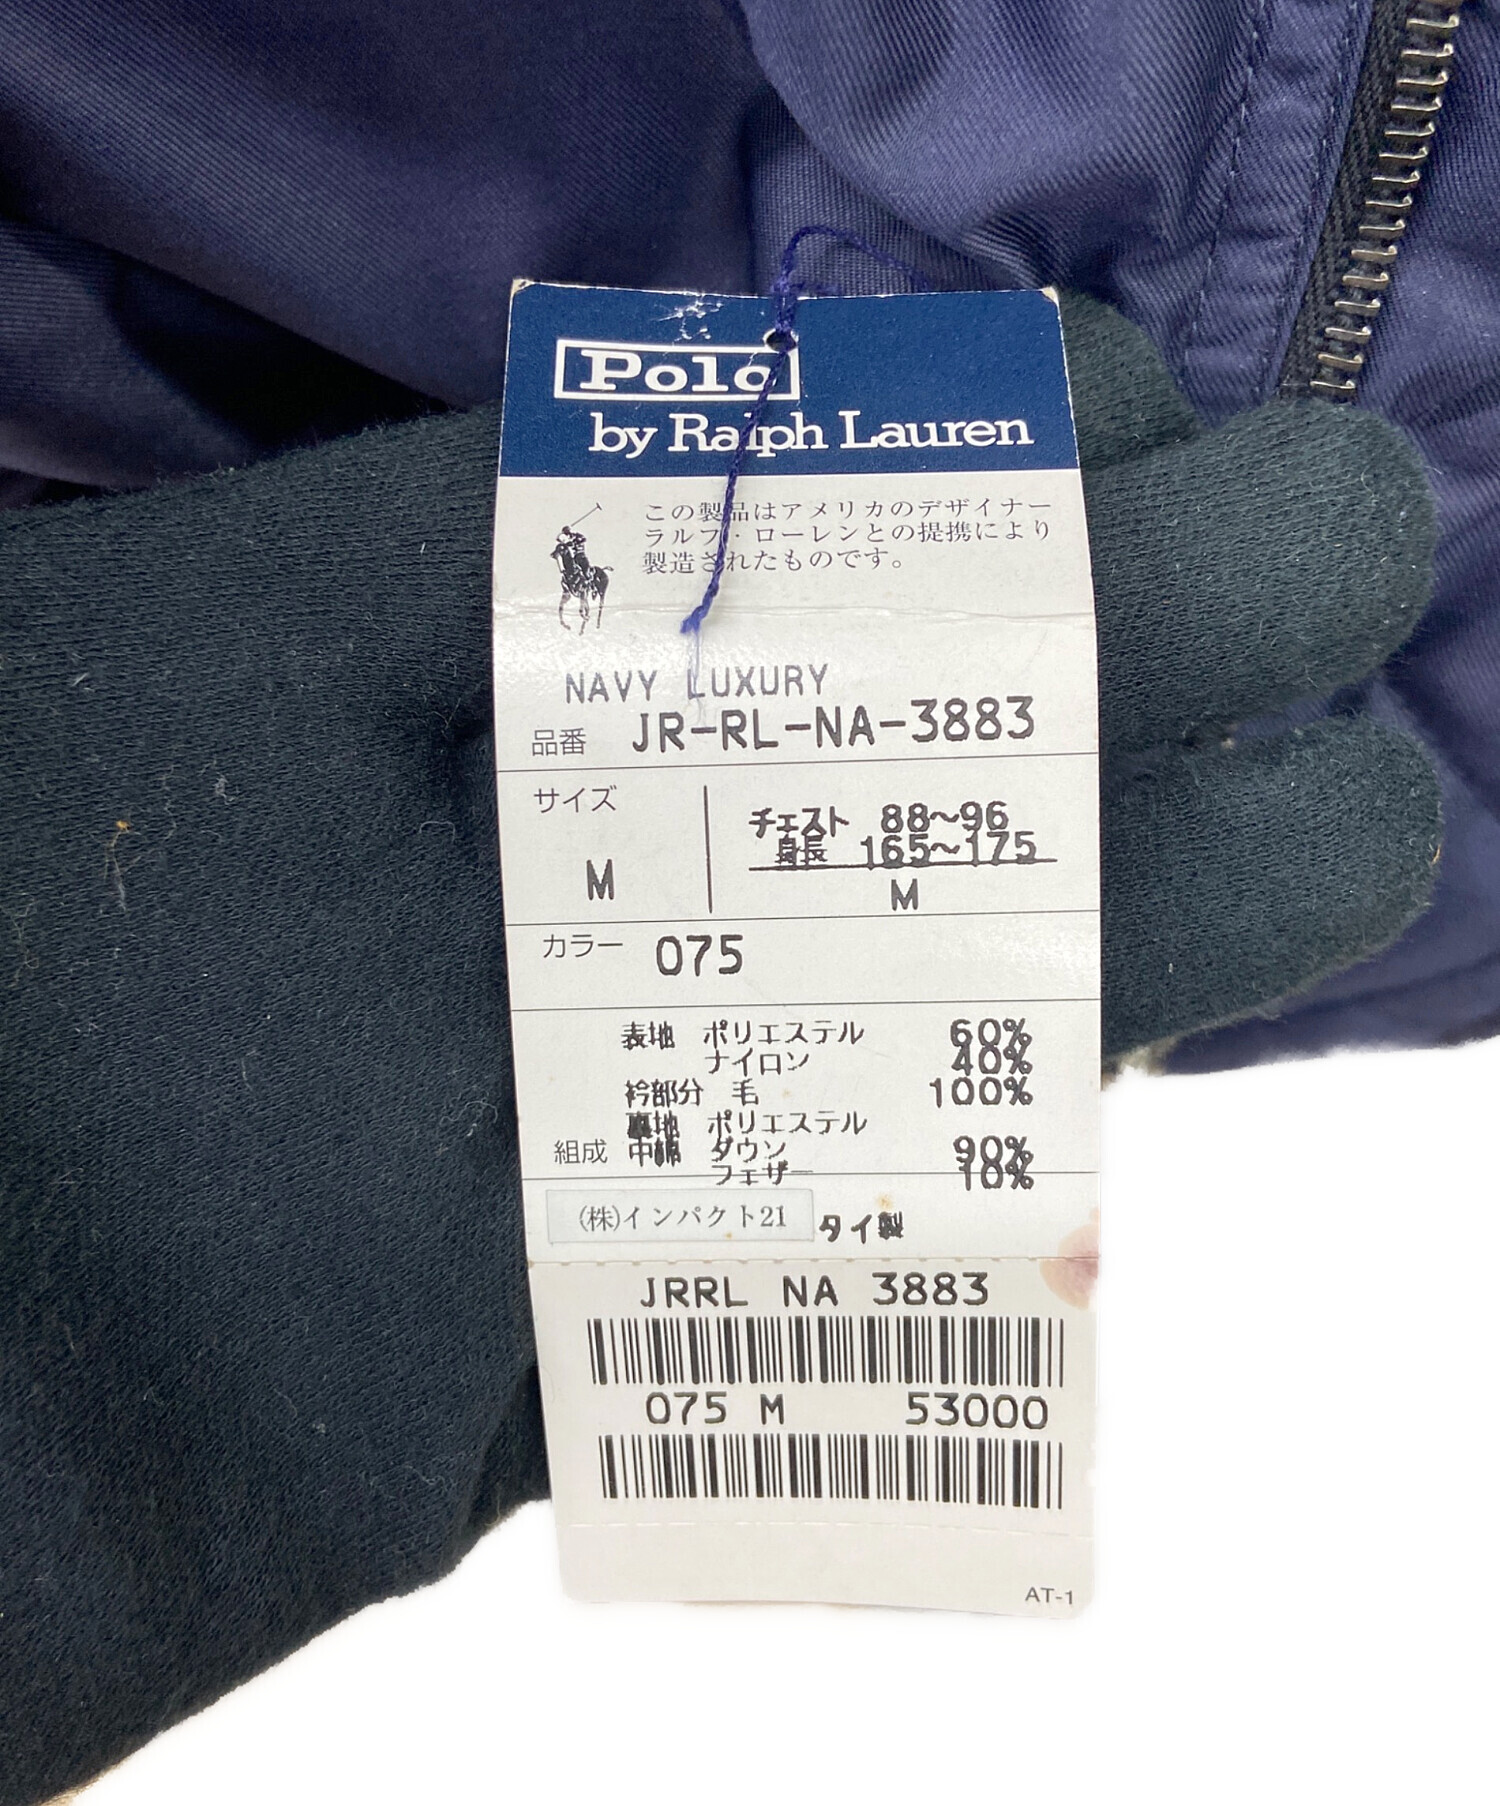 Polo
by Ralph Lauren
この製品はアメリカのデザイナー
ラルフ・ローレンとの提携により
製造されたものです。
NAVY LUXURY
品番 JR-RL-NA-3883
サイズ
M
チェスト 88~96
身長 165~175
M
カラー 075
表地 ポリエステル 60%
ナイロン 40%
衿部分 毛 100%
裏地 ポリエステル
組成 中綿 ダウン 90%
フェザー 10%
(株)インパクト21 タイ製
JRRL NA 3883
075 M 53000
AT-1